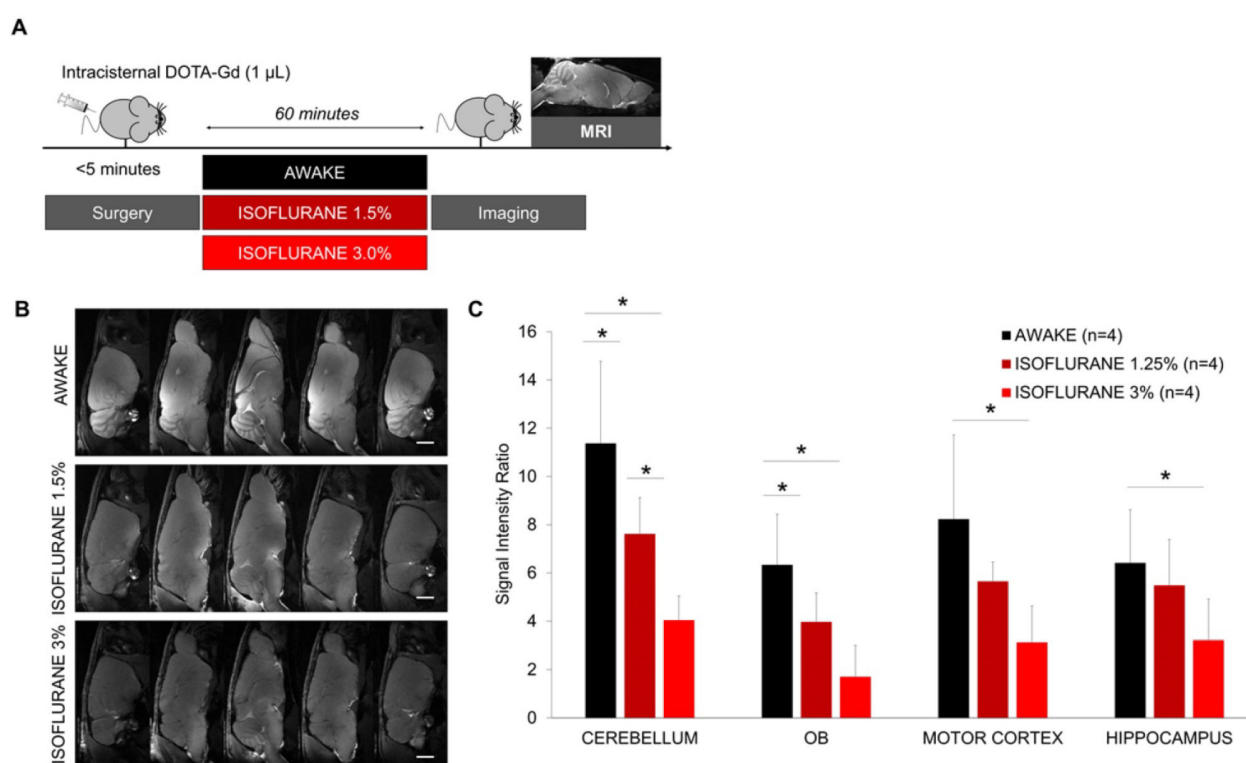 A
Intracisternal DOTA-Gd (1 µL)
60 minutes
MRI
<5 minutes
AWAKE
Surgery
ISOFLURANE 1.5%
Imaging
ISOFLURANE 3.0%
B
AWAKE
ISOFLURANE 1.5%
ISOFLURANE 3%
C
Signal Intensity Ratio
16
14
12
10
8
6
4
2
0
* * * * * * *
AWAKE (n=4)
ISOFLURANE 1.25% (n=4)
ISOFLURANE 3% (n=4)
CEREBELLUM
OB
MOTOR CORTEX
HIPPOCAMPUS